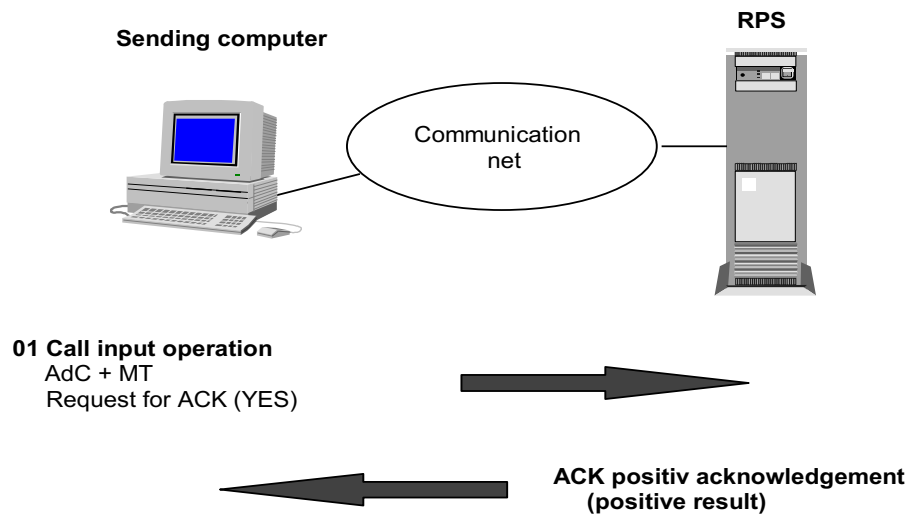 RPS
Sending computer
Communication
net
01 Call input operation
AdC + MT
Request for ACK (YES)
ACK positiv acknowledgement
(positive result)